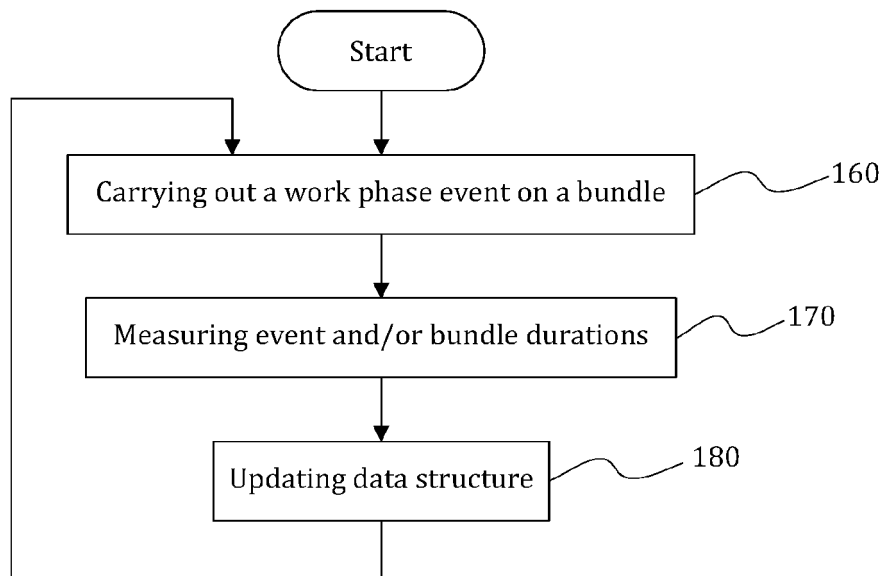 Start
Carrying out a work phase event on a bundle
160
Measuring event and/or bundle durations
170
Updating data structure
180